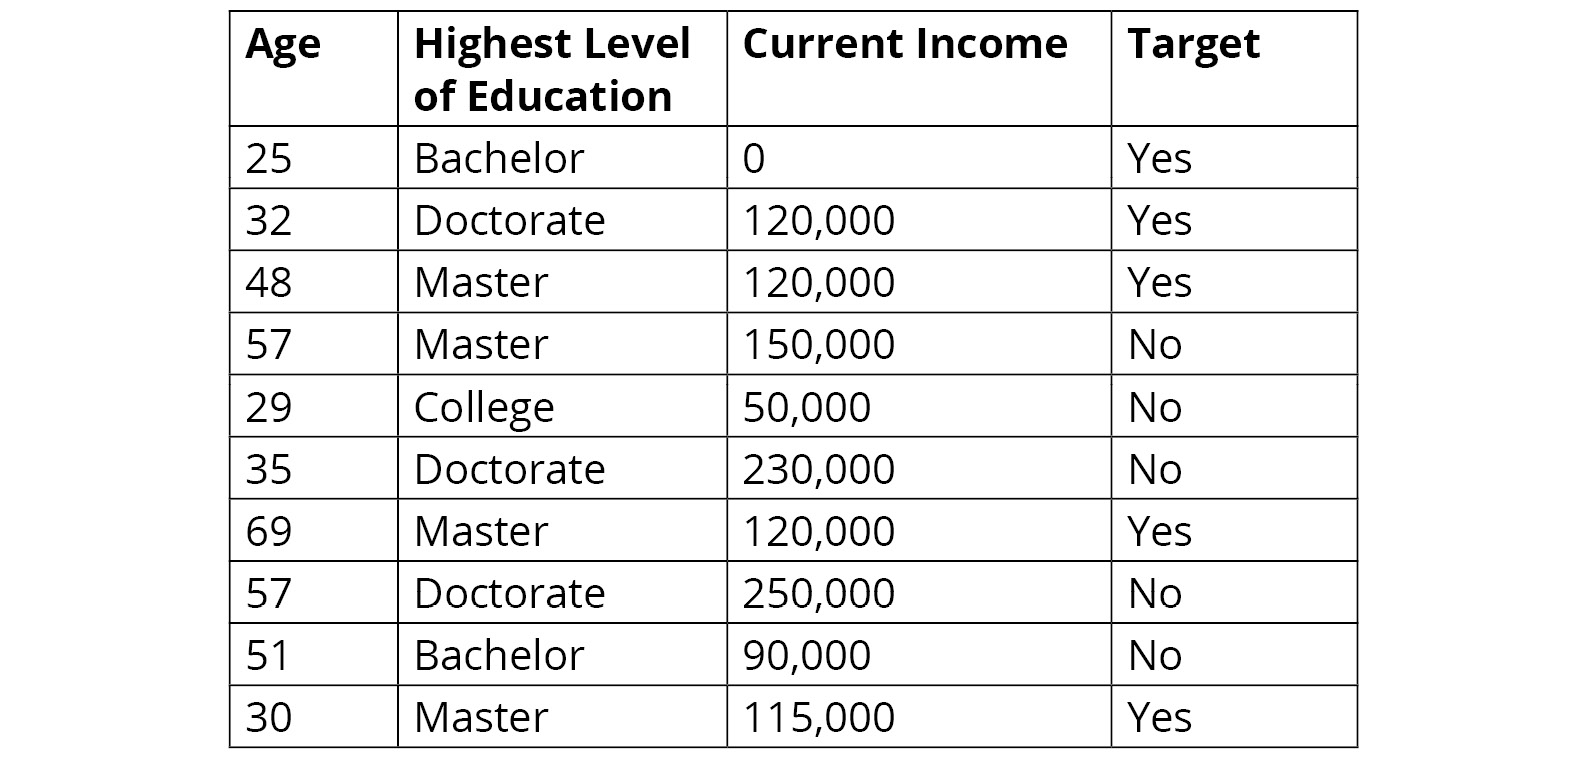 Age Highest Level Current Income Target
of Education
25 Bachelor 0 Yes
32 Doctorate 120,000 Yes
48 Master 120,000 Yes
57 Master 150,000 No
29 College 50,000 No
35 Doctorate 230,000 No
69 Master 120,000 Yes
57 Doctorate 250,000 No
51 Bachelor 90,000 No
30 Master 115,000 Yes